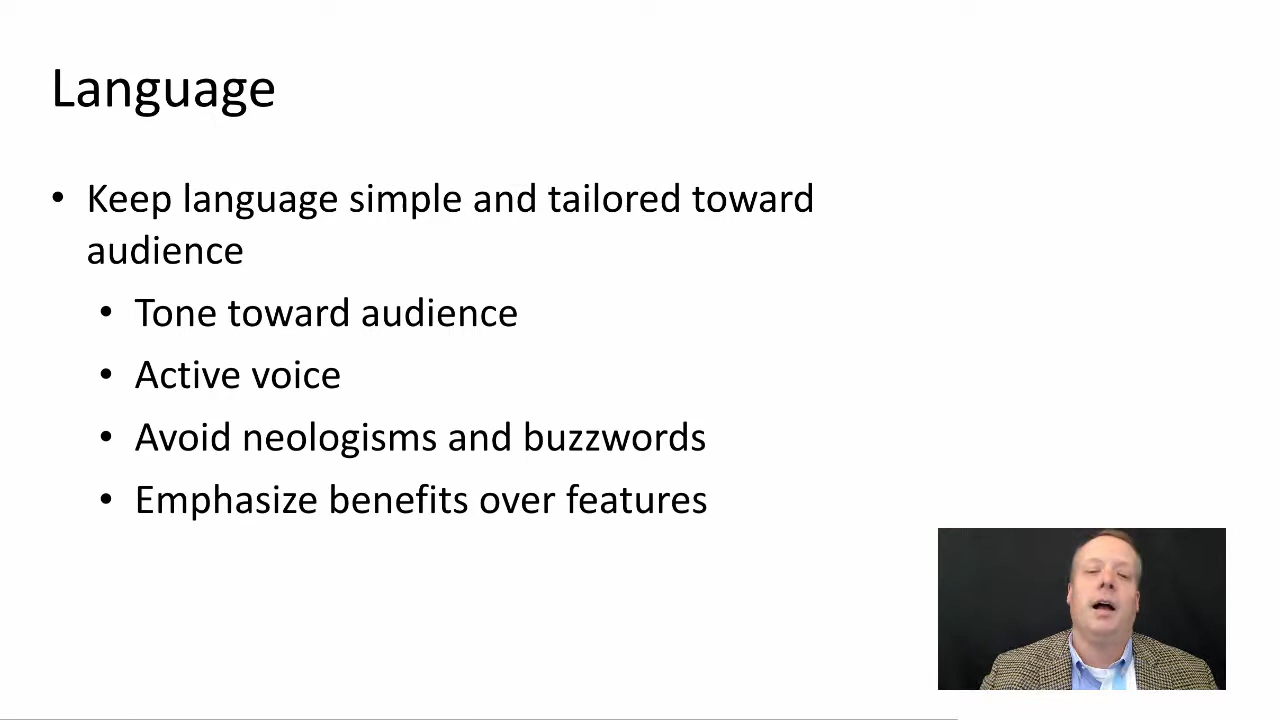 Language
• Keep language simple and tailored toward
audience
• Tone toward audience
• Active voice
• Avoid neologisms and buzzwords
• Emphasize benefits over features